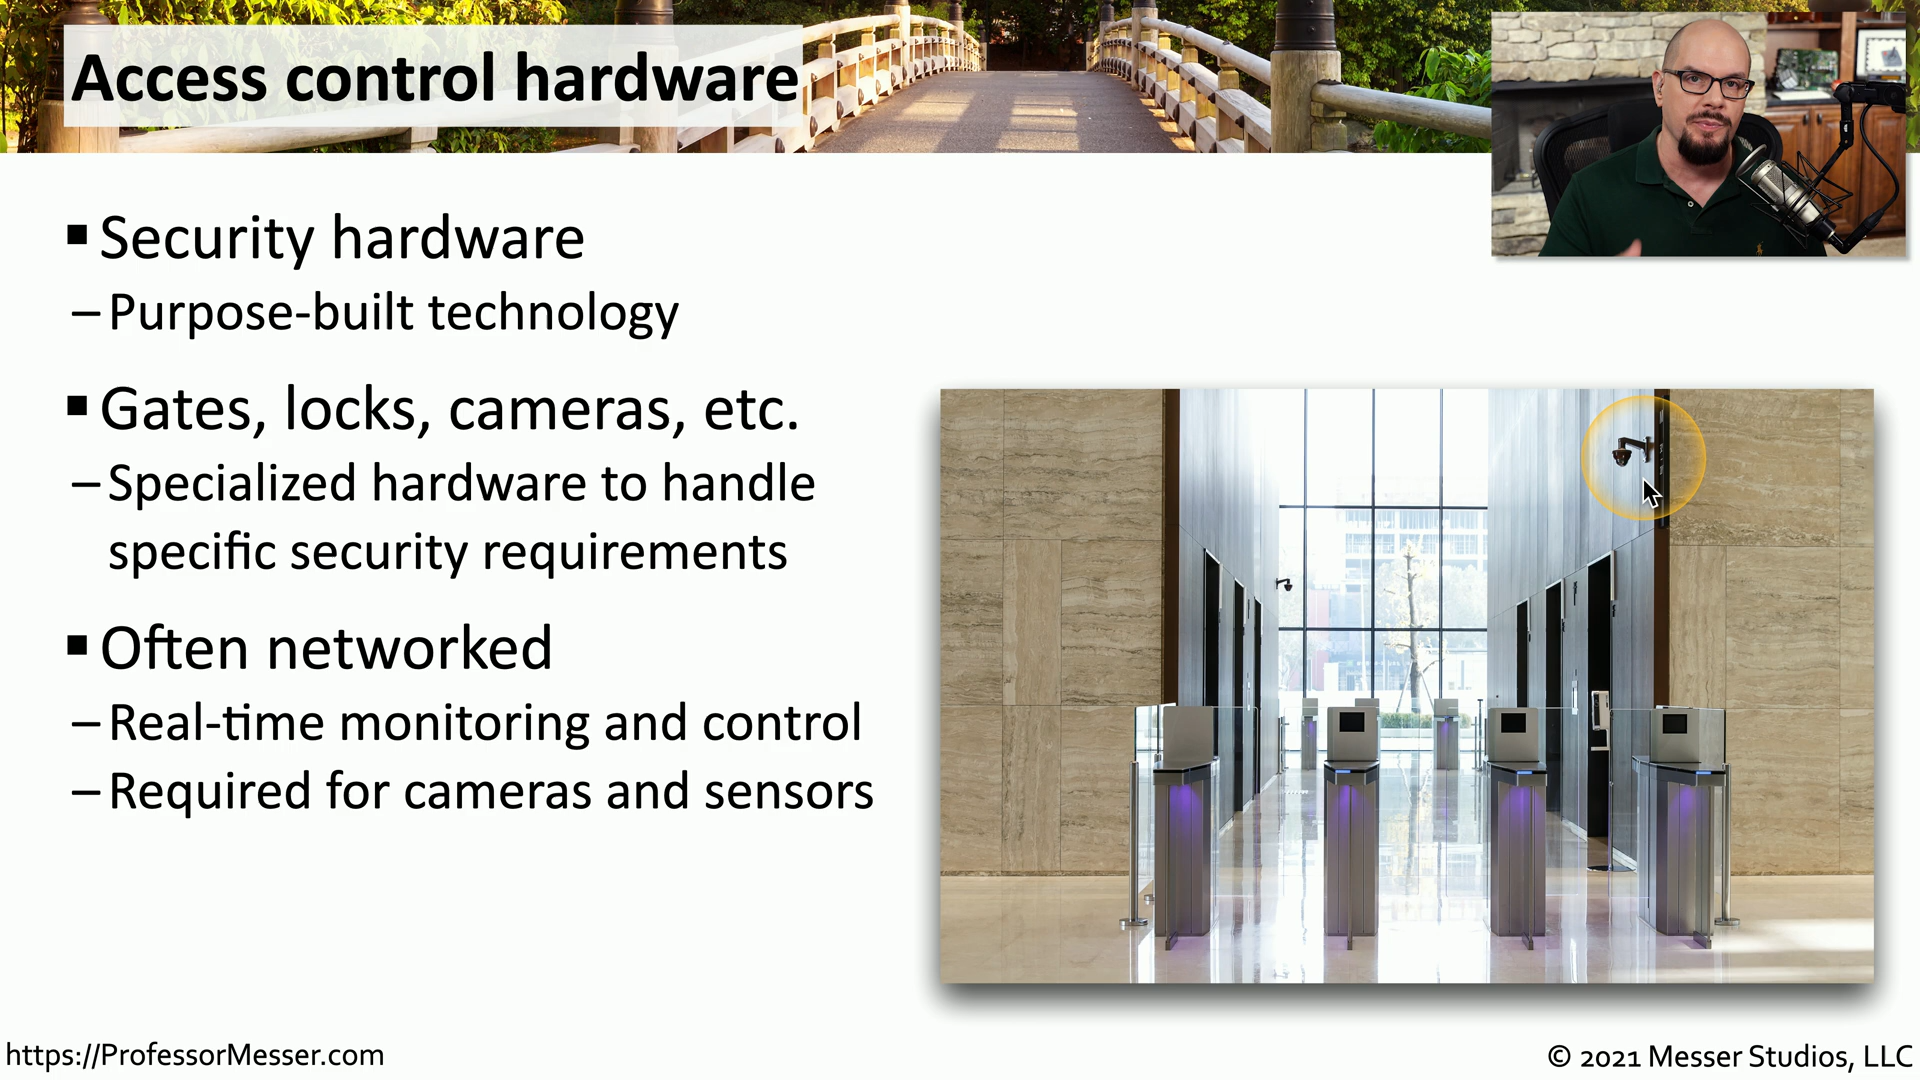 Access control hardware
▪ Security hardware
– Purpose-built technology
▪ Gates, locks, cameras, etc.
– Specialized hardware to handle
specific security requirements
▪ Often networked
– Real-time monitoring and control
– Required for cameras and sensors
https://ProfessorMesser.com
© 2021 Messer Studios, LLC